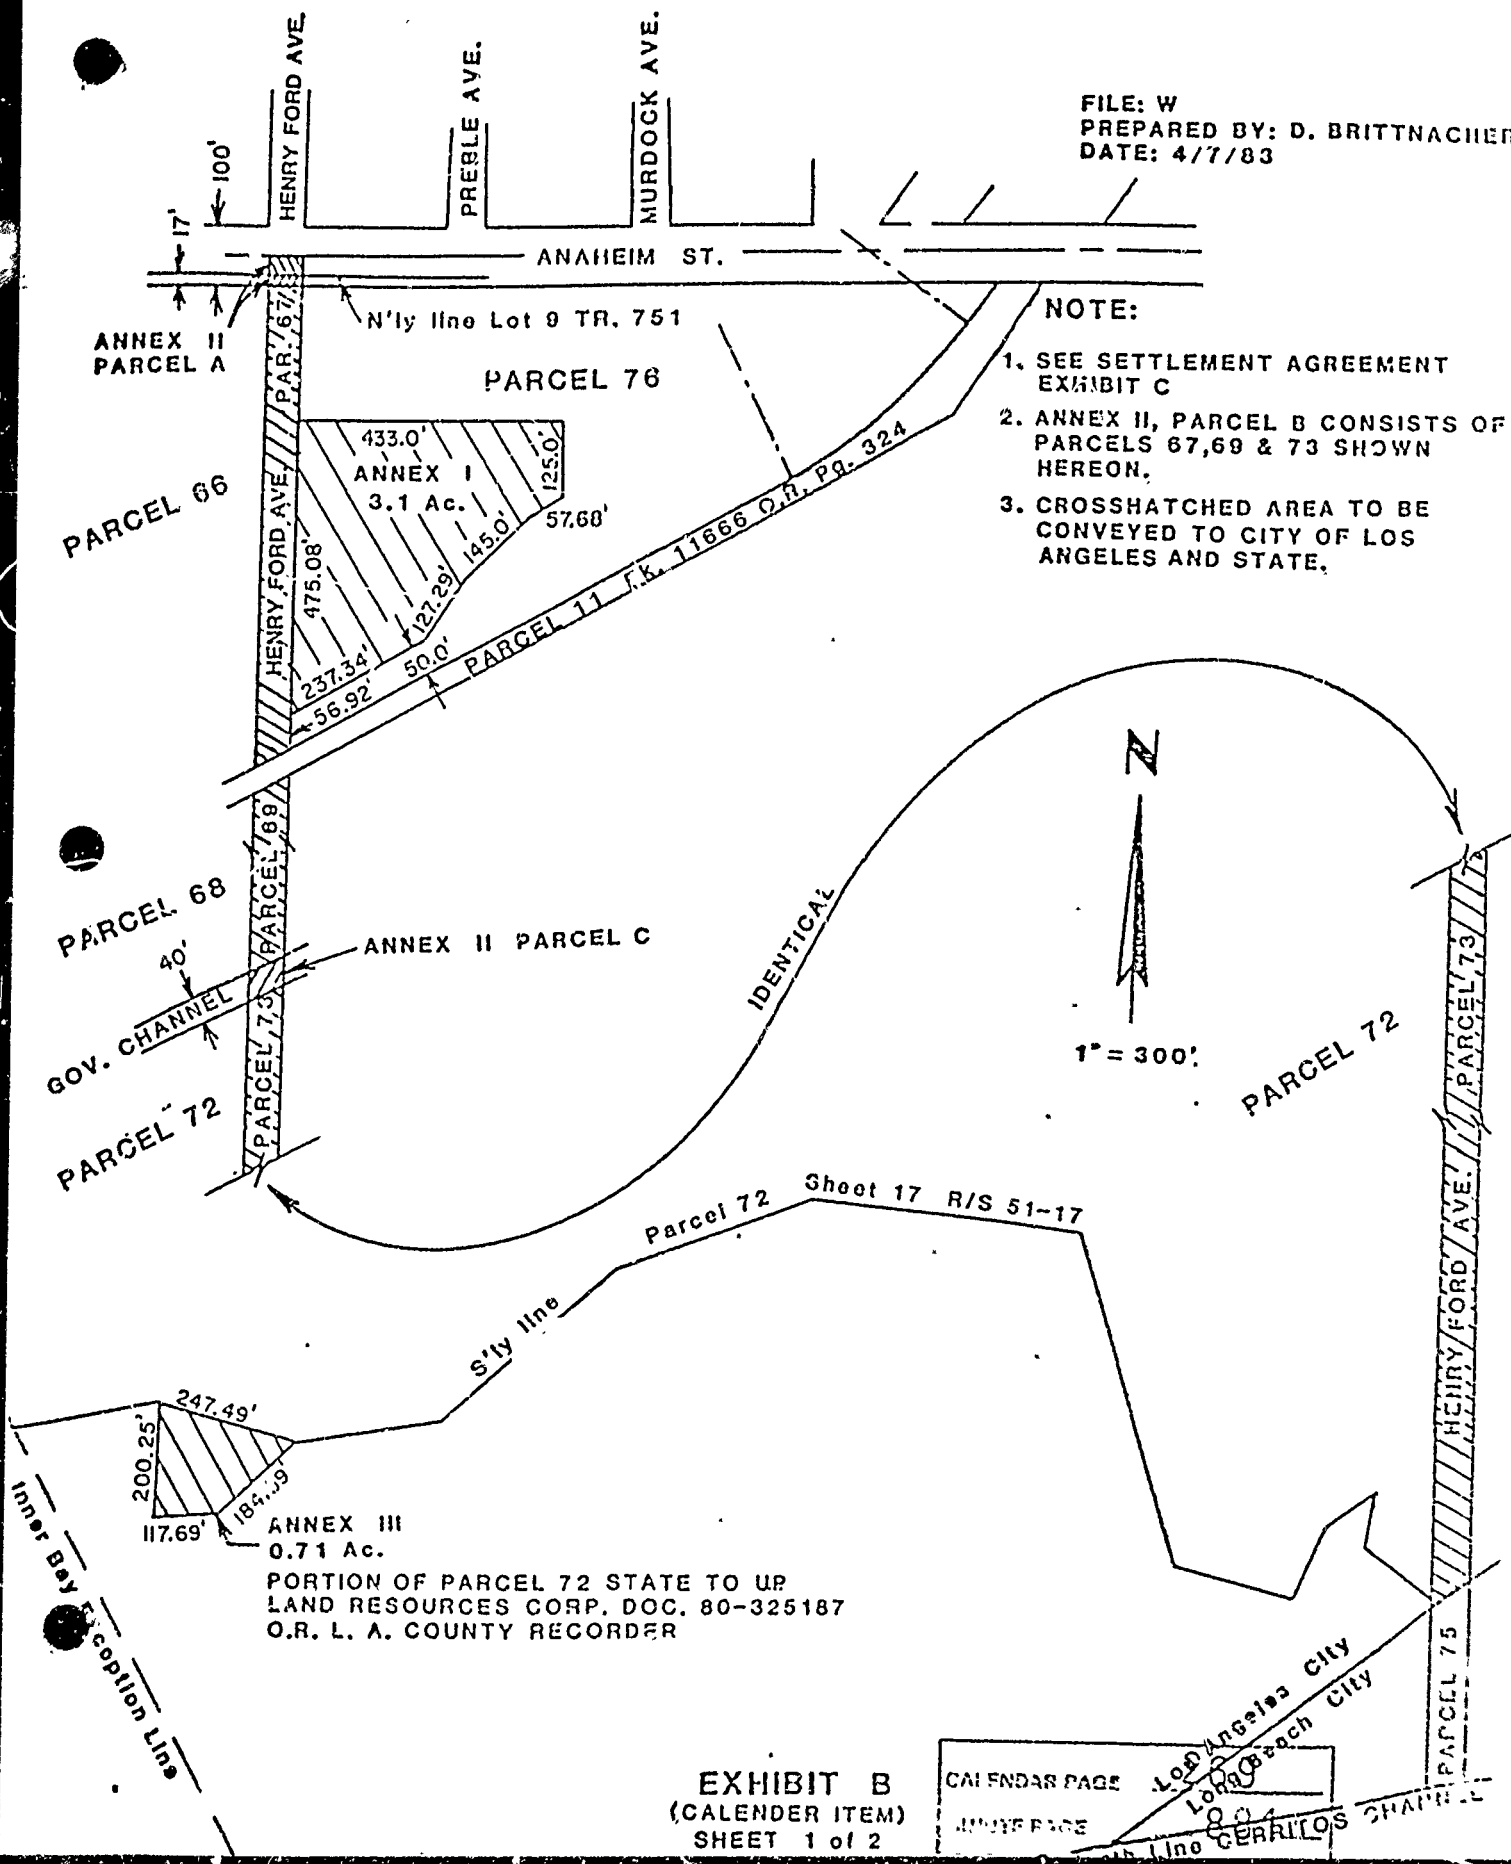 HENRY FORD AVE.
PREBLE AVE.
MURDOCK AVE.
FILE: W
PREPARED BY: D. BRITTNACHER
DATE: 4/7/83
100'
17'
ANAHEIM ST.
N'ly line Lot 9 TR. 751
ANNEX II
PARCEL A
PAR. 67
PARCEL 76
NOTE:
1. SEE SETTLEMENT AGREEMENT
EXHIBIT C
2. ANNEX II, PARCEL B CONSISTS OF
PARCELS 67,69 & 73 SHOWN
HEREON.
3. CROSSHATCHED AREA TO BE
CONVEYED TO CITY OF LOS
ANGELES AND STATE.
433.0'
ANNEX I
3.1 Ac.
125.0'
57.68'
145.0'
127.29'
475.08'
237.34'
56.92'
50.0'
PARCEL 66
HENRY FORD AVE.
PARCEL 11 BK. 11666 O.R. Pg. 324
PARCEL 69
PARCEL 68
40'
ANNEX II PARCEL C
GOV. CHANNEL
PARCEL 73
PARCEL 72
IDENTICAL
N
1" = 300'.
PARCEL 72
PARCEL 73
HENRY FORD AVE.
S'ly line Parcel 72 Sheet 17 R/S 51-17
247.49'
200.25'
117.69'
ANNEX III
0.71 Ac.
PORTION OF PARCEL 72 STATE TO UP
LAND RESOURCES CORP. DOC. 80-325187
O.R. L. A. COUNTY RECORDER
Inner Bay Exception Line
PARCEL 75
Los Angeles City
Long Beach City
EXHIBIT B
(CALENDER ITEM)
SHEET 1 of 2
CALENDAR PAGE
MINUTE PAGE
Line CERRITOS CHANNEL